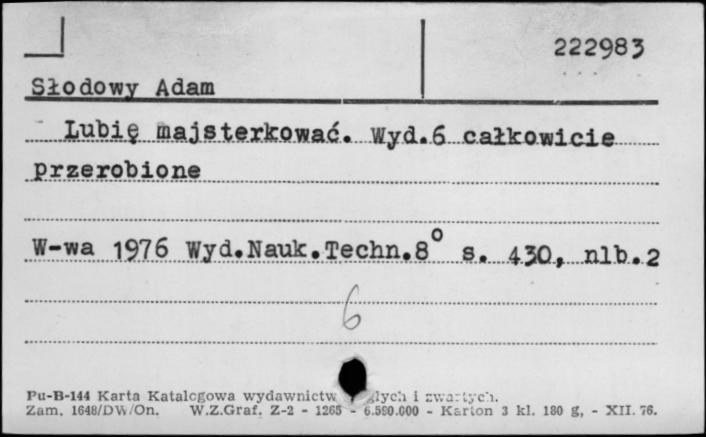 222983
Słodowy Adam
Lubię majsterkować. Wyd.6 całkowicie
przerobione
W-wa 1976 Wyd.Nauk.Techn.8° s. 430, nlb.2
6
Pu-B-144 Karta Katalogowa wydawnictw i zwartych.
Zam. 1648/DW/On. W.Z.Graf. Z-2 - 1265 - 6.590.000 - Karton 3 kl. 180 g, - XII. 76.